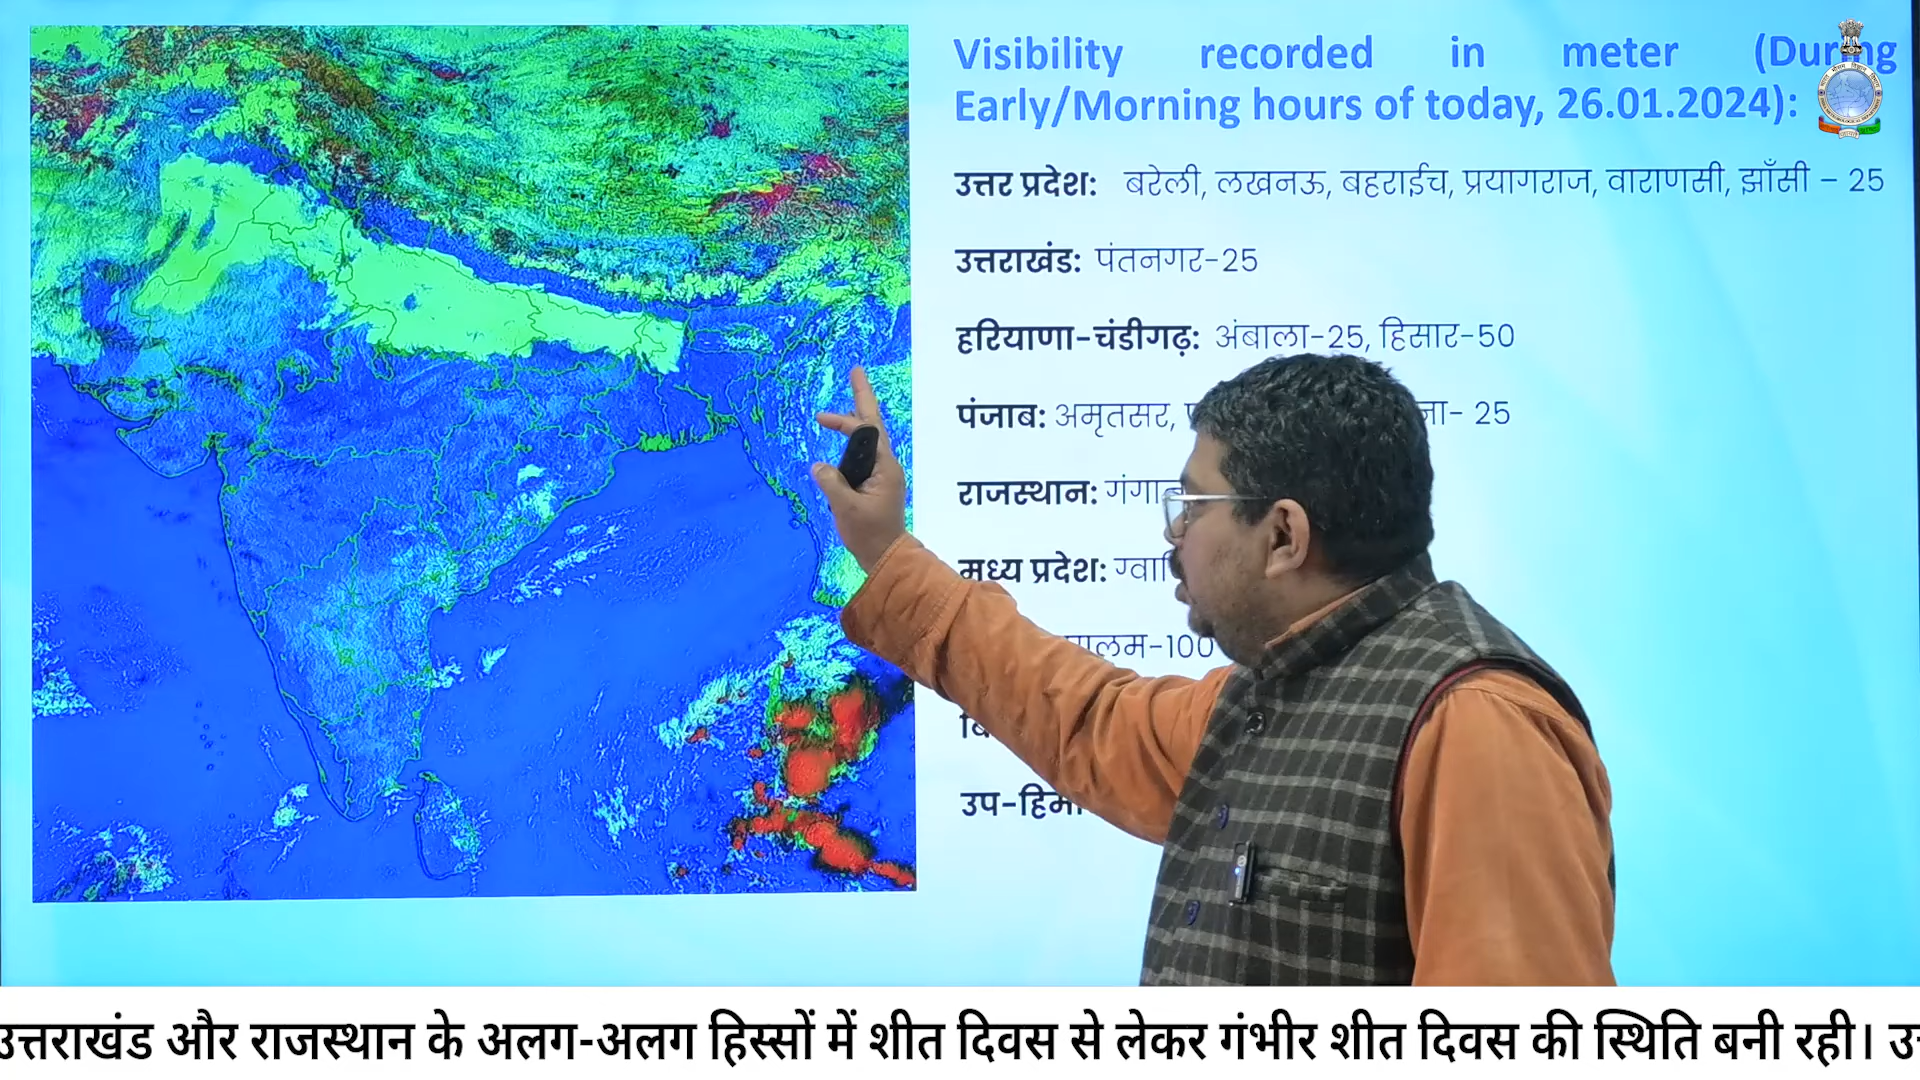 Visibility recorded in meter (During
Early/Morning hours of today, 26.01.2024):
उत्तर प्रदेश: बरेली, लखनऊ, बहराईच, प्रयागराज, वाराणसी, झाँसी – 25
उत्तराखंड: पंतनगर-25
हरियाणा-चंडीगढ़: अंबाला-25, हिसार-50
पंजाब: अमृतसर, - 25
राजस्थान:
मध्य प्रदेश:
-100
उत्तराखंड और राजस्थान के अलग-अलग हिस्सों में शीत दिवस से लेकर गंभीर शीत दिवस की स्थिति बनी रही।